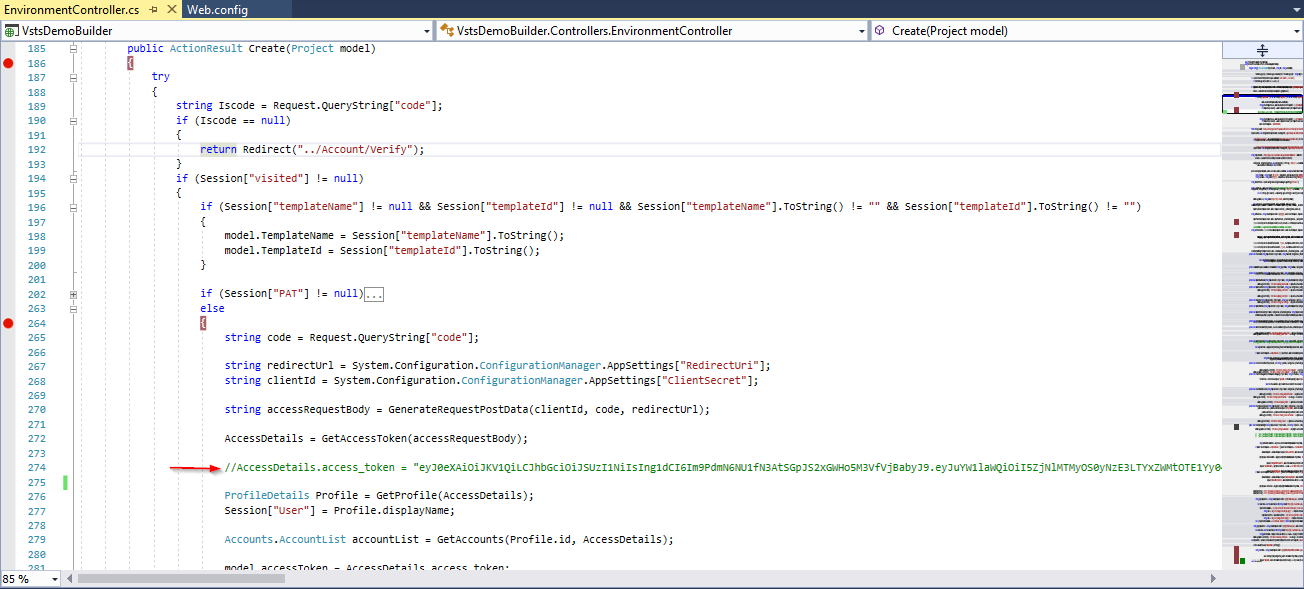 EnvironmentController.cs Web.config
VstsDemoBuilder VstsDemoBuilder.Controllers.EnvironmentController Create(Project model)
185 public ActionResult Create(Project model)
186 {
187 try
188 {
189 string Iscode = Request.QueryString["code"];
190 if (Iscode == null)
191 {
192 return Redirect("../Account/Verify");
193 }
194 if (Session["visited"] != null)
195 {
196 if (Session["templateName"] != null && Session["templateId"] != null && Session["templateName"].ToString() != "" && Session["templateId"].ToString() != "")
197 {
198 model.TemplateName = Session["templateName"].ToString();
199 model.TemplateId = Session["templateId"].ToString();
200 }
201
202 if (Session["PAT"] != null)...
263 else
264 {
265 string code = Request.QueryString["code"];
266
267 string redirectUrl = System.Configuration.ConfigurationManager.AppSettings["RedirectUri"];
268 string clientId = System.Configuration.ConfigurationManager.AppSettings["ClientSecret"];
269
270 string accessRequestBody = GenerateRequestPostData(clientId, code, redirectUrl);
271
272 AccessDetails = GetAccessToken(accessRequestBody);
273
274 //AccessDetails.access_token =
275
276 ProfileDetails Profile = GetProfile(AccessDetails);
277 Session["User"] = Profile.displayName;
278
279 Accounts.AccountList accountList = GetAccounts(Profile.id, AccessDetails);
280
281 model.accessToken = AccessDetails.access_token;
85 %